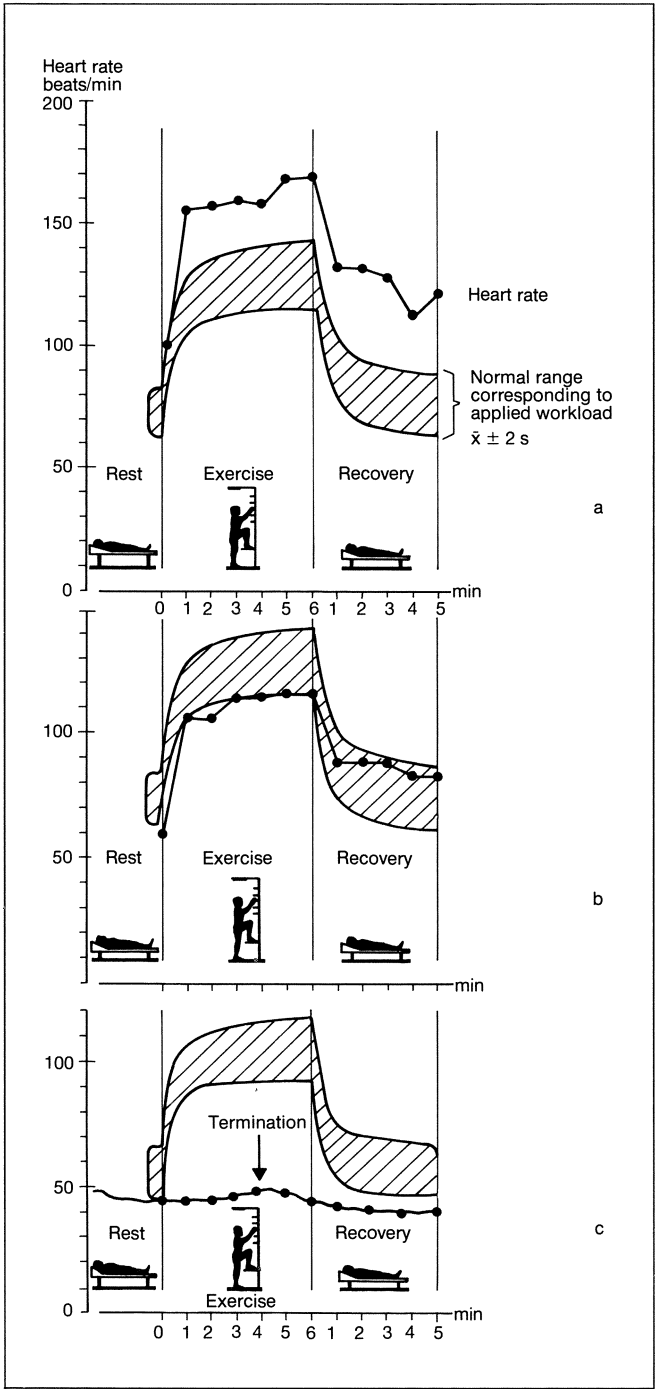 Heart rate
beats/min
200
150
Heart rate
100
Normal range
corresponding to
applied workload
x̄ ± 2 s
50
Rest Exercise Recovery
a
0
0 1 2 3 4 5 6 1 2 3 4 5 min
100
50
Rest Exercise Recovery
b
min
100
Termination
50
Rest Recovery
c
Exercise
0
0 1 2 3 4 5 6 1 2 3 4 5 min